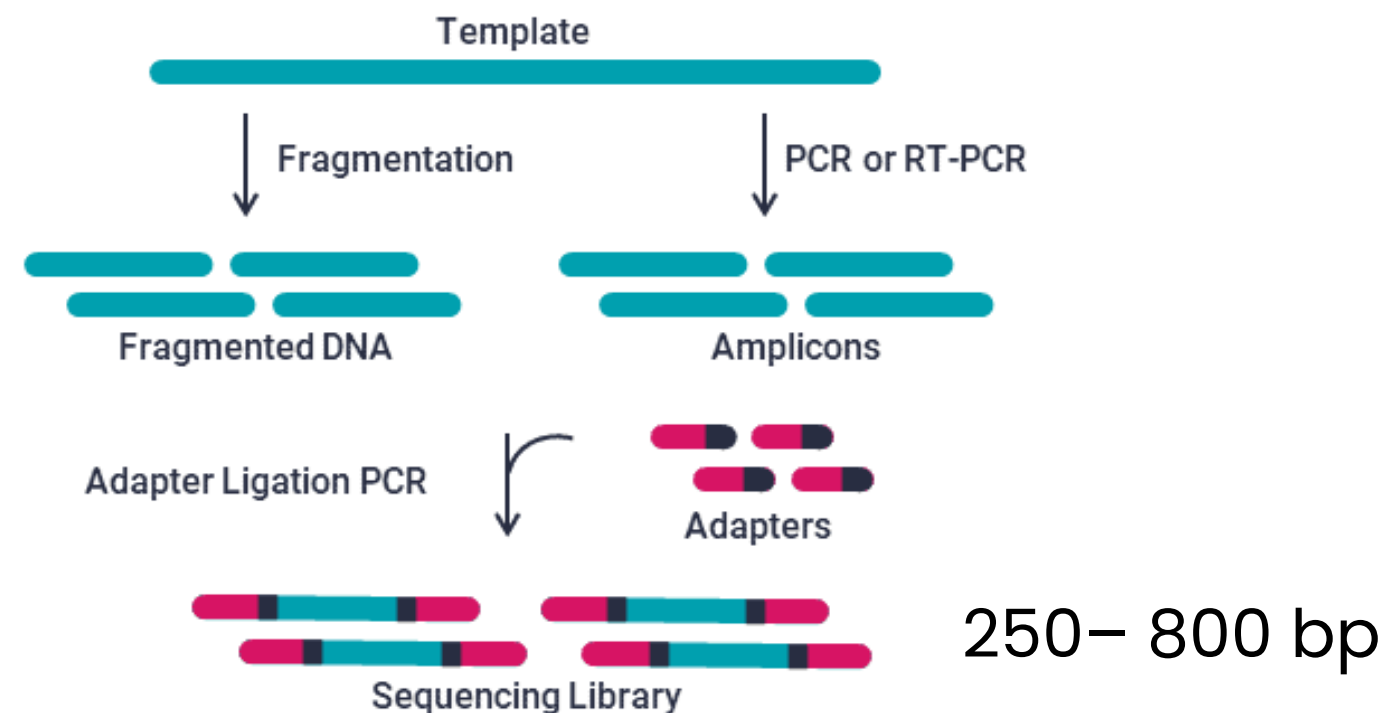 Template
Fragmentation
PCR or RT-PCR
Fragmented DNA
Amplicons
Adapter Ligation PCR
Adapters
250– 800 bp
Sequencing Library